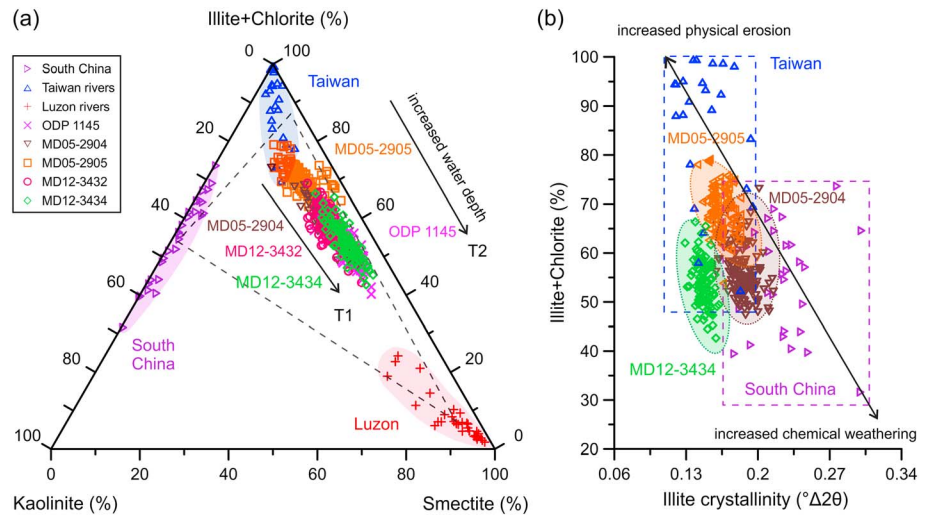 (a)
Illite+Chlorite (%)
South China
Taiwan rivers
Luzon rivers
ODP 1145
MD05-2904
MD05-2905
MD12-3432
MD12-3434
0
100
Taiwan
20
80
increased water depth
MD05-2905
40
60
MD05-2904
ODP 1145
T2
MD12-3432
MD12-3434
60
40
T1
South
China
80
20
Luzon
100
0
0
20
40
60
80
100
Kaolinite (%)
Smectite (%)
(b)
increased physical erosion
100
90
80
70
60
50
40
30
20
Illite+Chlorite (%)
Taiwan
MD05-2905
MD05-2904
MD12-3434
South China
increased chemical weathering
0.06
0.13
0.2
0.27
0.34
Illite crystallinity (°Δ2θ)